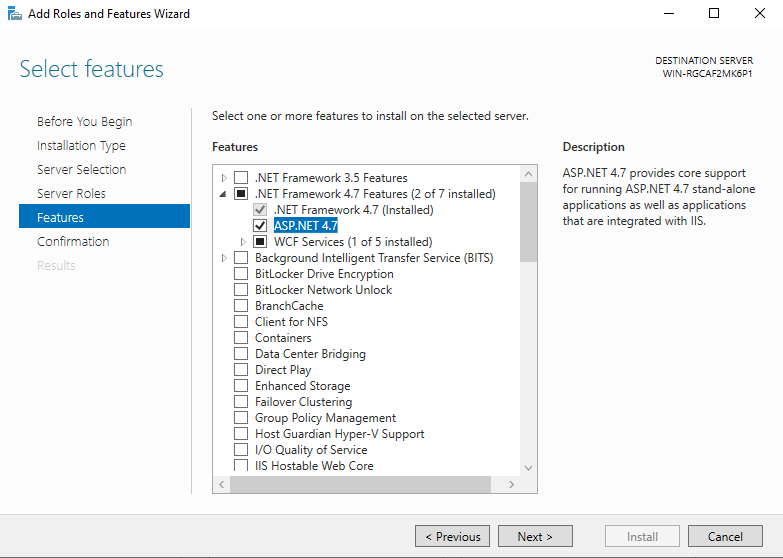 Add Roles and Features Wizard
Select features
DESTINATION SERVER
WIN-RGCAF2MK6P1
Before You Begin
Installation Type
Server Selection
Server Roles
Features
Confirmation
Results
Select one or more features to install on the selected server.
Features
.NET Framework 3.5 Features
.NET Framework 4.7 Features (2 of 7 installed)
.NET Framework 4.7 (Installed)
ASP.NET 4.7
WCF Services (1 of 5 installed)
Background Intelligent Transfer Service (BITS)
BitLocker Drive Encryption
BitLocker Network Unlock
BranchCache
Client for NFS
Containers
Data Center Bridging
Direct Play
Enhanced Storage
Failover Clustering
Group Policy Management
Host Guardian Hyper-V Support
I/O Quality of Service
IIS Hostable Web Core
Description
ASP.NET 4.7 provides core support
for running ASP.NET 4.7 stand-alone
applications as well as applications
that are integrated with IIS.
< Previous
Next >
Install
Cancel